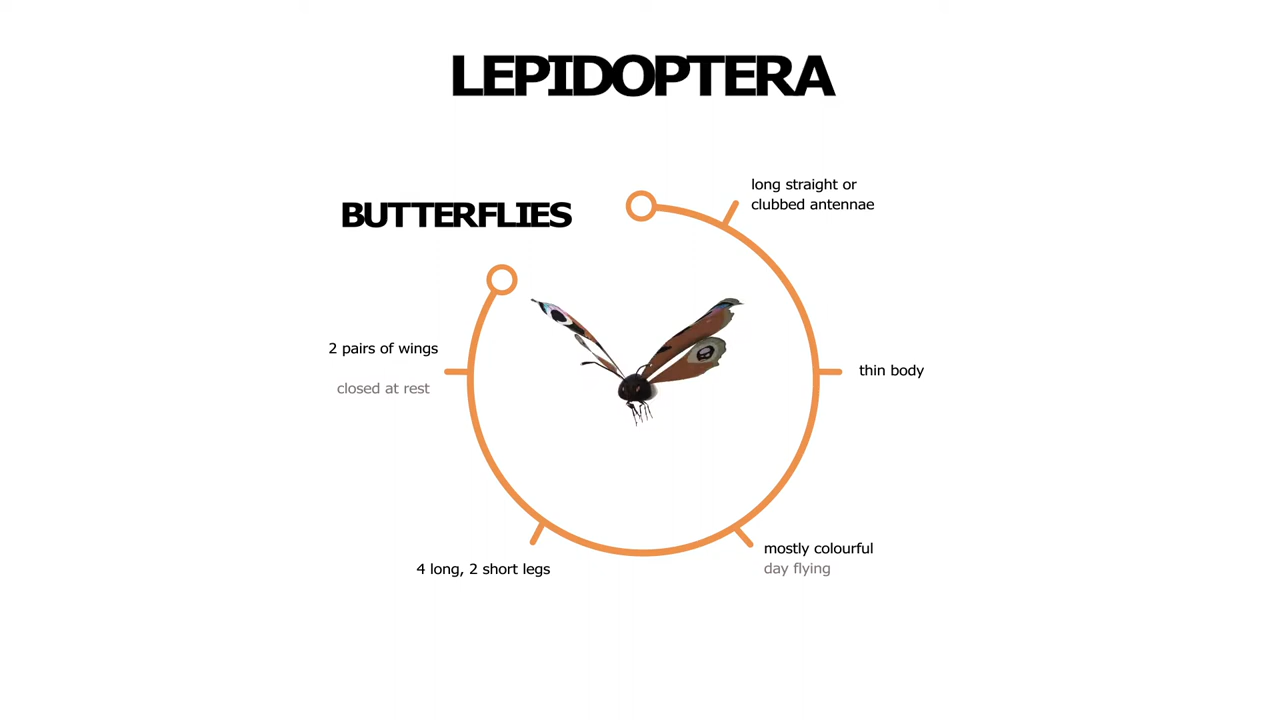 LEPIDOPTERA
BUTTERFLIES
long straight or
clubbed antennae
thin body
mostly colourful
day flying
4 long, 2 short legs
2 pairs of wings
closed at rest